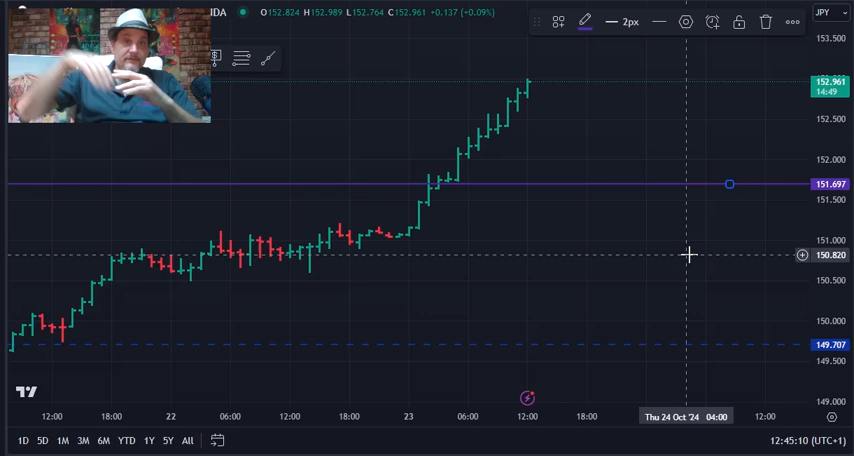 NDA O152.824 H152.989 L152.764 C152.961 +0.137 (+0.09%)
2px
JPY
153.500
152.961
14:49
152.500
152.000
151.697
151.500
151.000
150.820
150.500
150.000
149.707
149.500
149.000
12:00 18:00 22 06:00 12:00 18:00 23 06:00 12:00 18:00 Thu 24 Oct '24 04:00 12:00
1D 5D 1M 3M 6M YTD 1Y 5Y All 12:45:10 (UTC+1)